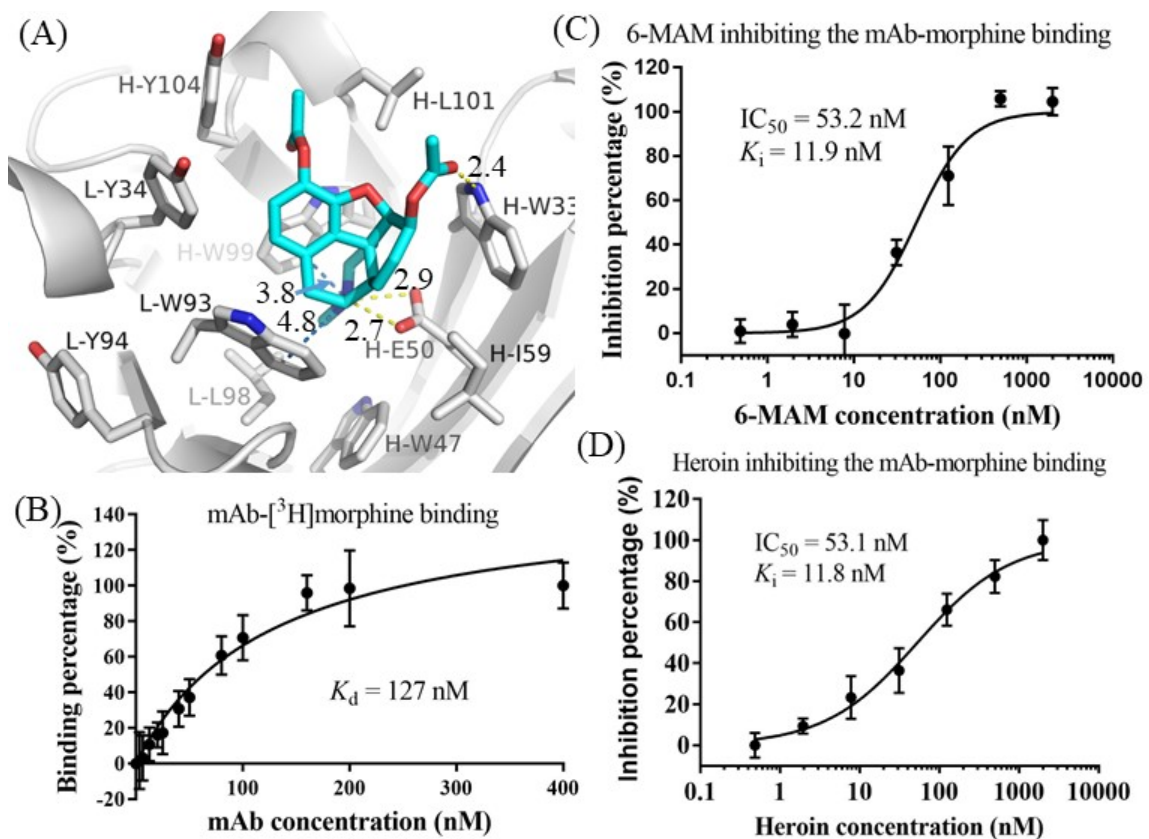 (A)
H-Y104
H-L101
2.4
L-Y34
H-W33
H-W99
3.8
2.9
L-W93
4.8
2.7
H-E50
H-I59
L-Y94
L-L98
H-W47
(B)
mAb-[³H]morphine binding
Binding percentage (%)
140
120
100
80
60
40
20
0
-20
K_d = 127 nM
100
200
300
400
mAb concentration (nM)
(C)
6-MAM inhibiting the mAb-morphine binding
Inhibition percentage (%)
120
100
80
60
40
20
0
IC₅₀ = 53.2 nM
Kᵢ = 11.9 nM
0.1
1
10
100
1000
10000
6-MAM concentration (nM)
(D)
Heroin inhibiting the mAb-morphine binding
Inhibition percentage (%)
120
100
80
60
40
20
0
IC₅₀ = 53.1 nM
Kᵢ = 11.8 nM
0.1
1
10
100
1000
10000
Heroin concentration (nM)